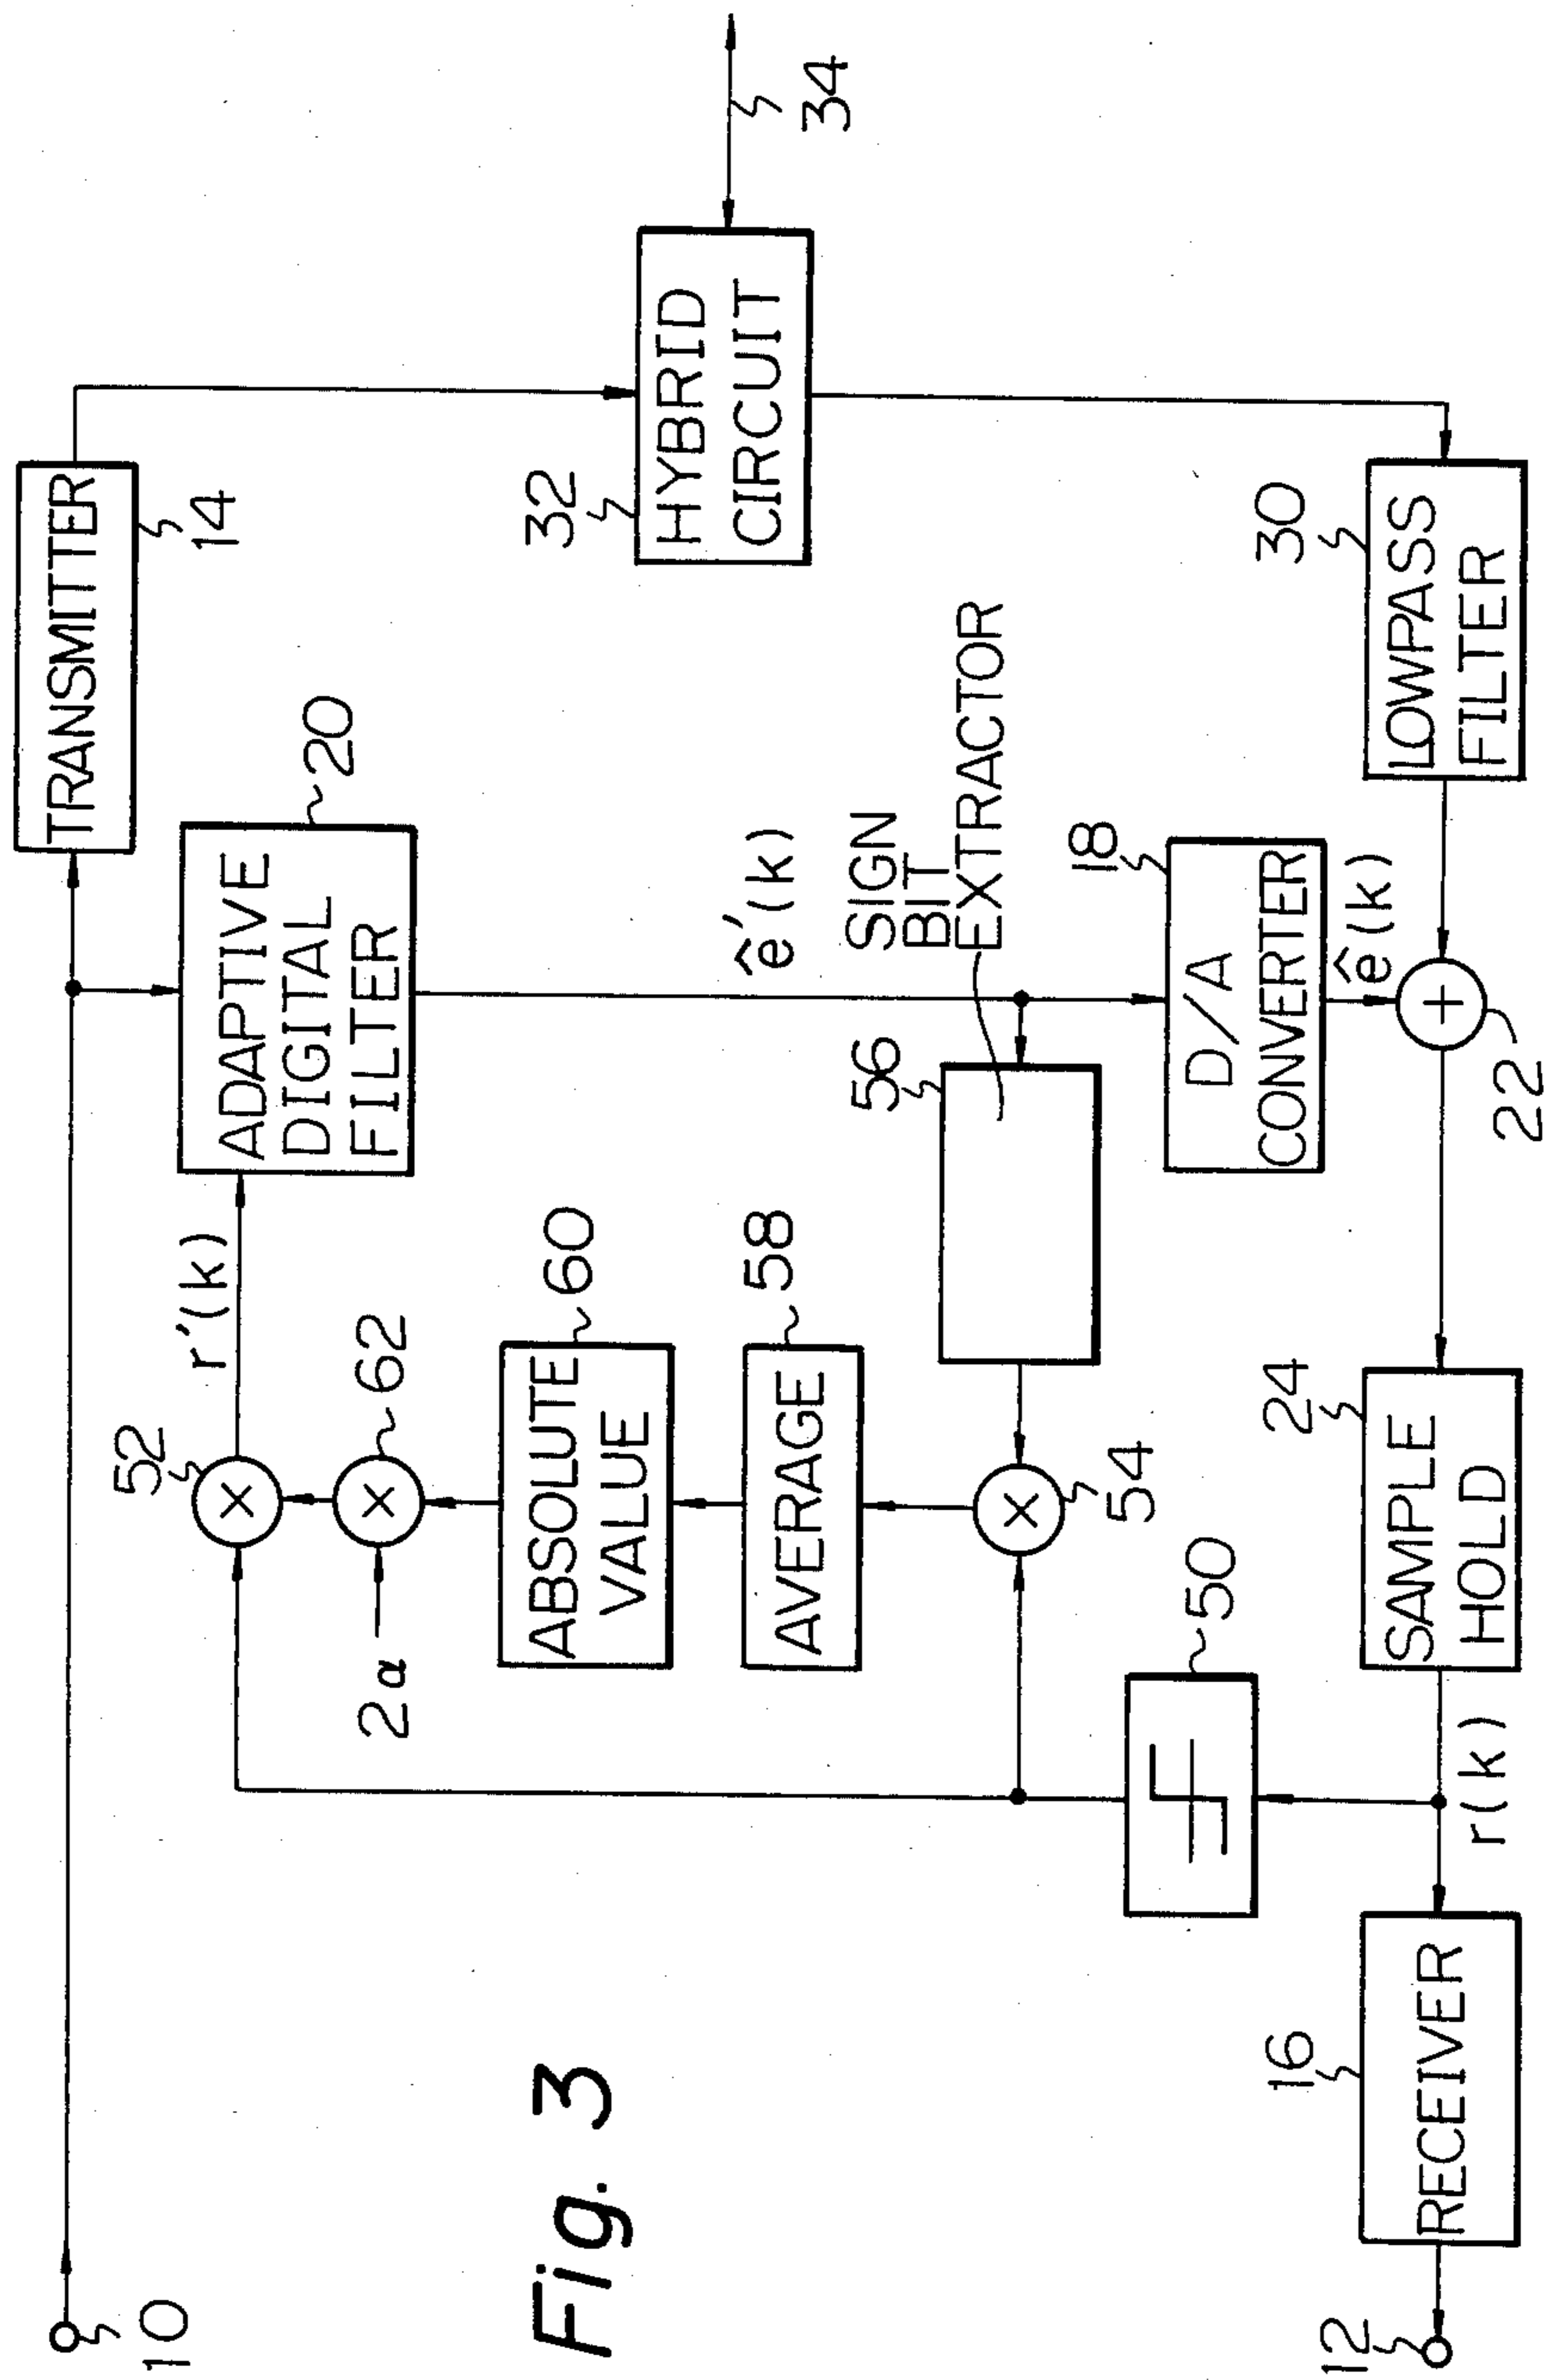 10
TRANSMITTER
14
52
r'(k)
ADAPTIVE
DIGITAL
FILTER
20
×
2α
×
62
ABSOLUTE
VALUE
60
AVERAGE
58
ê'(k)
HYBRID
CIRCUIT
32
34
SIGN
BIT
EXTRACTOR
56
×
54
50
D/A
CONVERTER
18
ê(k)
12
RECEIVER
16
r(k)
SAMPLE
HOLD
24
+
22
LOWPASS
FILTER
30
Fig. 3